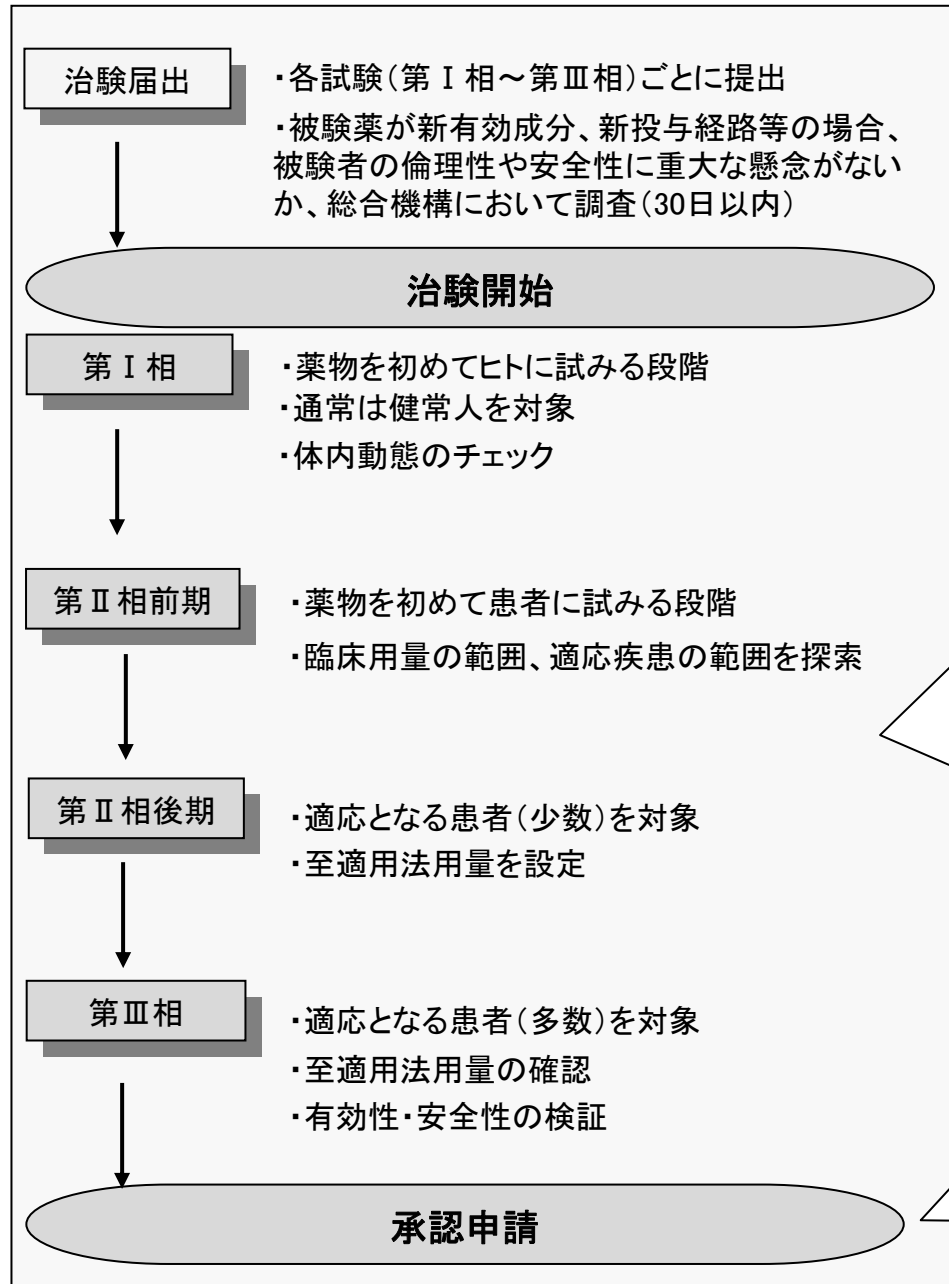 治験届出
・各試験(第Ⅰ相～第Ⅲ相)ごとに提出
・被験薬が新有効成分、新投与経路等の場合、
被験者の倫理性や安全性に重大な懸念がない
か、総合機構において調査(30日以内)
治験開始
第Ⅰ相
・薬物を初めてヒトに試みる段階
・通常は健常人を対象
・体内動態のチェック
第Ⅱ相前期
・薬物を初めて患者に試みる段階
・臨床用量の範囲、適応疾患の範囲を探索
第Ⅱ相後期
・適応となる患者(少数)を対象
・至適用法用量を設定
第Ⅲ相
・適応となる患者(多数)を対象
・至適用法用量の確認
・有効性・安全性の検証
承認申請